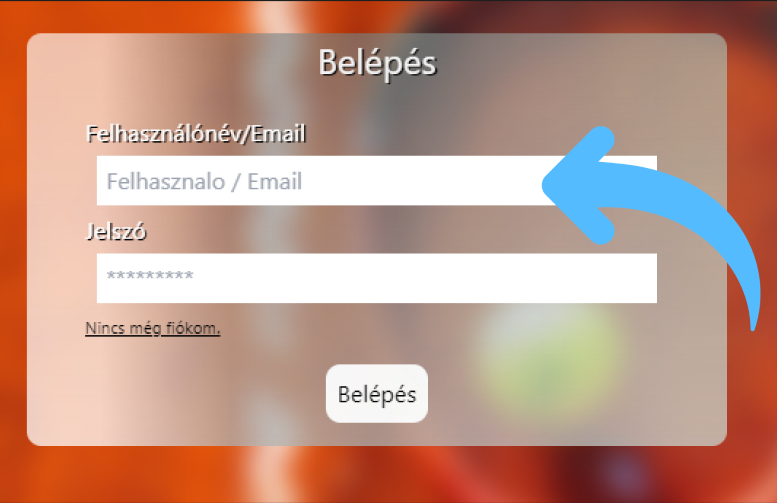 Belépés
Felhasználónév/Email
Felhasznalo / Email
Jelszó
*********
Nincs még fiókom.
Belépés